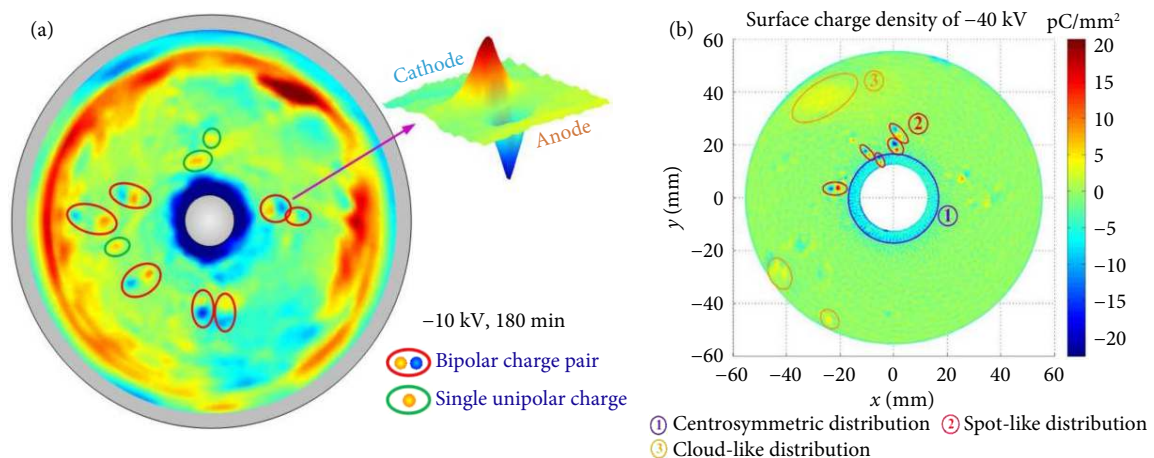 (a)
Cathode
Anode
−10 kV, 180 min
Bipolar charge pair
Single unipolar charge
(b)
Surface charge density of −40 kV
pC/mm²
60
40
20
0
−20
−40
−60
y (mm)
−60
−40
−20
0
20
40
60
x (mm)
3
2
1
20
15
10
5
0
−5
−10
−15
−20
① Centrosymmetric distribution ② Spot-like distribution
③ Cloud-like distribution